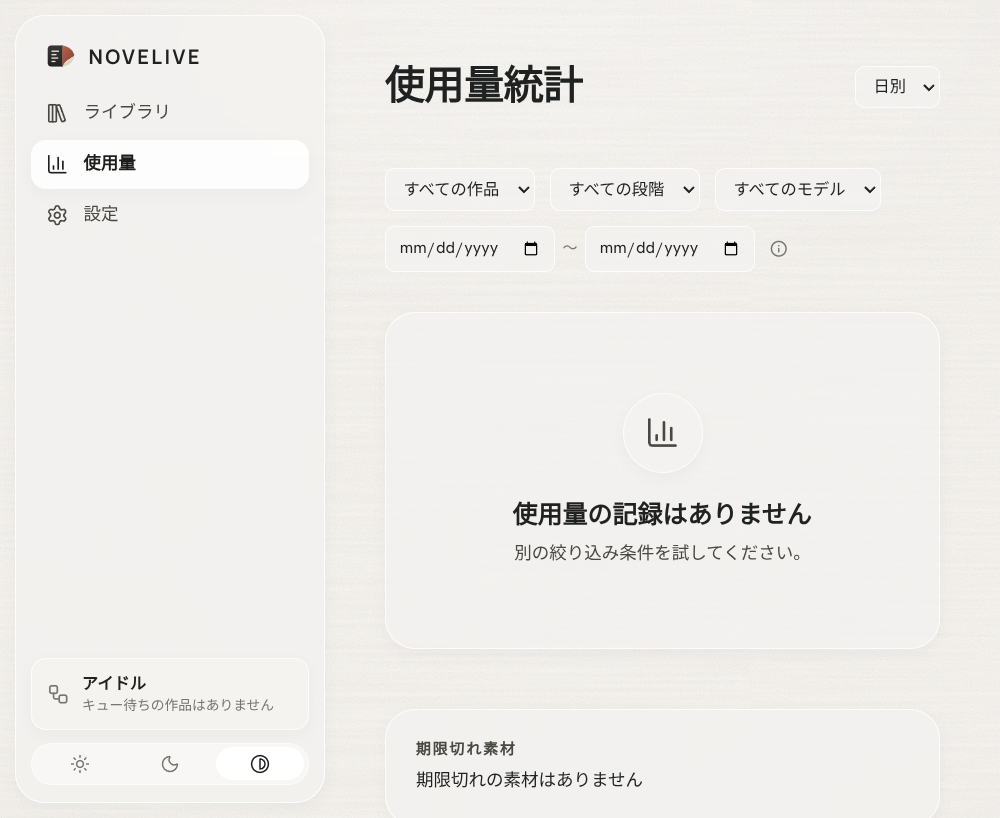 NOVELIVE
ライブラリ
使用量
設定
アイドル
キュー待ちの作品はありません
使用量統計
日別
すべての作品
すべての段階
すべてのモデル
mm/dd/yyyy ～ mm/dd/yyyy
使用量の記録はありません
別の絞り込み条件を試してください。
期限切れ素材
期限切れの素材はありません